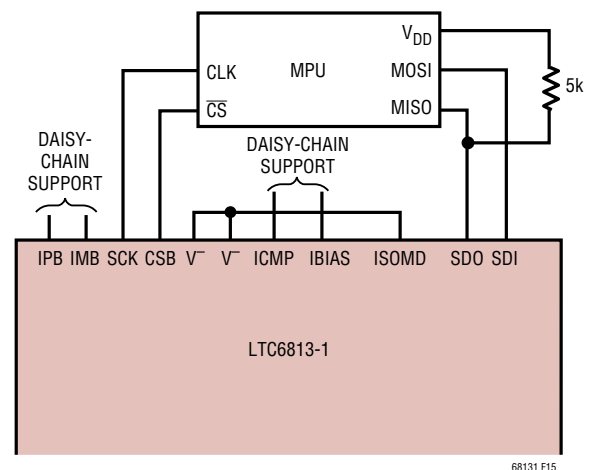 V_DD
CLK MPU MOSI
C̅S̅ MISO
5k
DAISY-
CHAIN
SUPPORT
DAISY-CHAIN
SUPPORT
IPB IMB SCK CSB V⁻ V⁻ ICMP IBIAS ISOMD SDO SDI
LTC6813-1
68131 F15